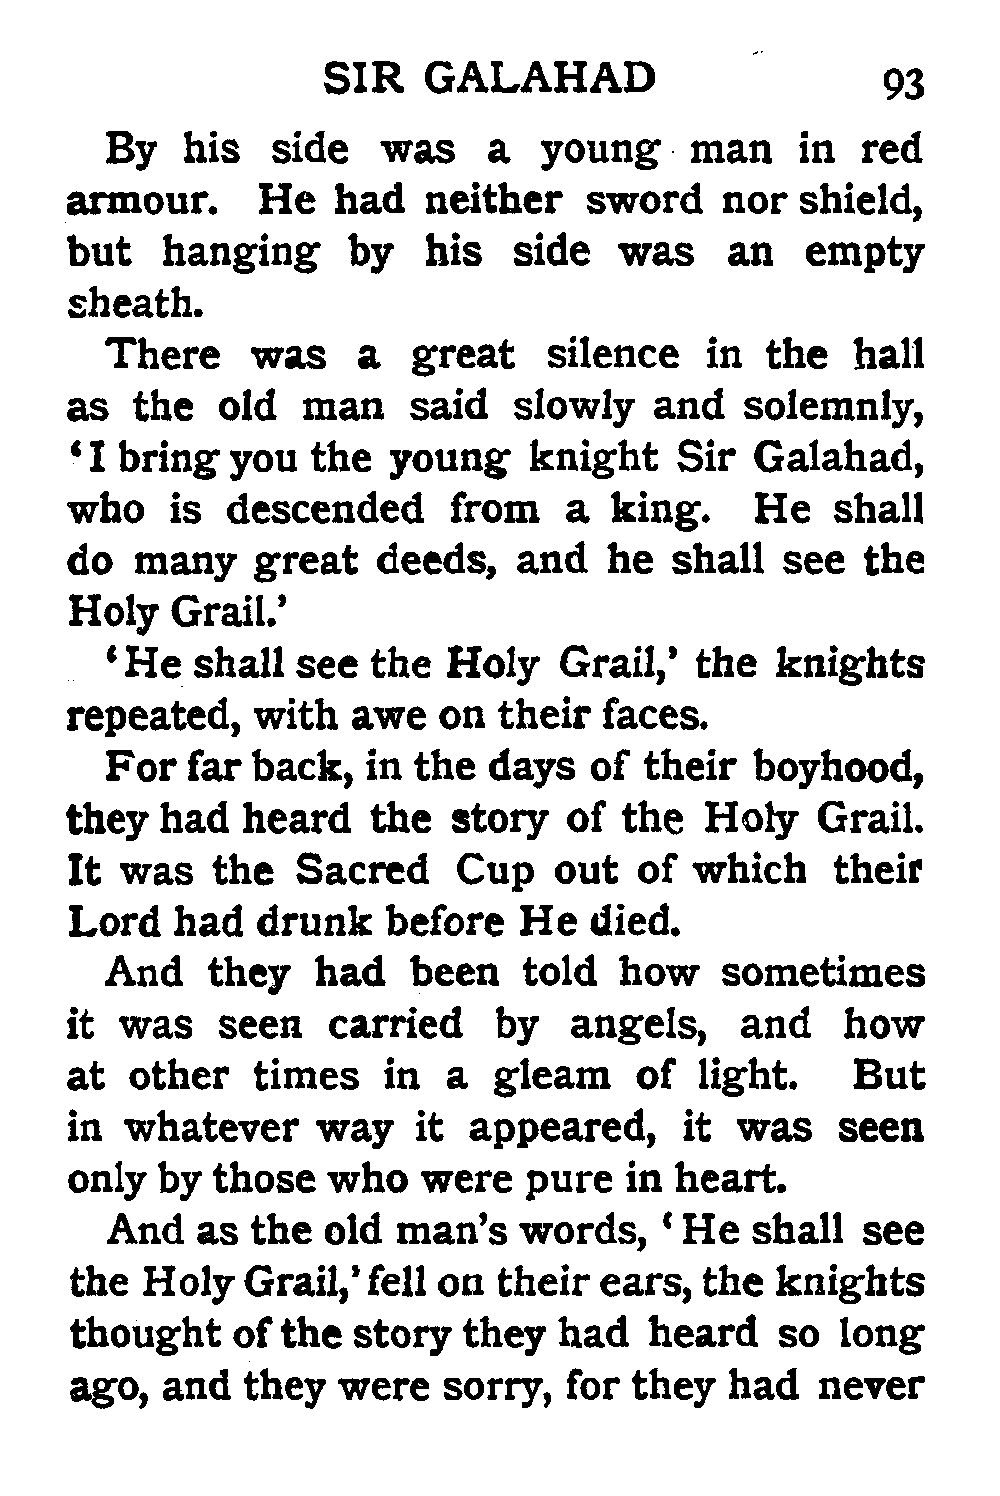 SIR GALAHAD 93
By his side was a young man in red
armour. He had neither sword nor shield,
but hanging by his side was an empty
sheath.
There was a great silence in the hall
as the old man said slowly and solemnly,
‘I bring you the young knight Sir Galahad,
who is descended from a king. He shall
do many great deeds, and he shall see the
Holy Grail.’
‘He shall see the Holy Grail,’ the knights
repeated, with awe on their faces.
For far back, in the days of their boyhood,
they had heard the story of the Holy Grail.
It was the Sacred Cup out of which their
Lord had drunk before He died.
And they had been told how sometimes
it was seen carried by angels, and how
at other times in a gleam of light. But
in whatever way it appeared, it was seen
only by those who were pure in heart.
And as the old man’s words, ‘He shall see
the Holy Grail,’ fell on their ears, the knights
thought of the story they had heard so long
ago, and they were sorry, for they had never